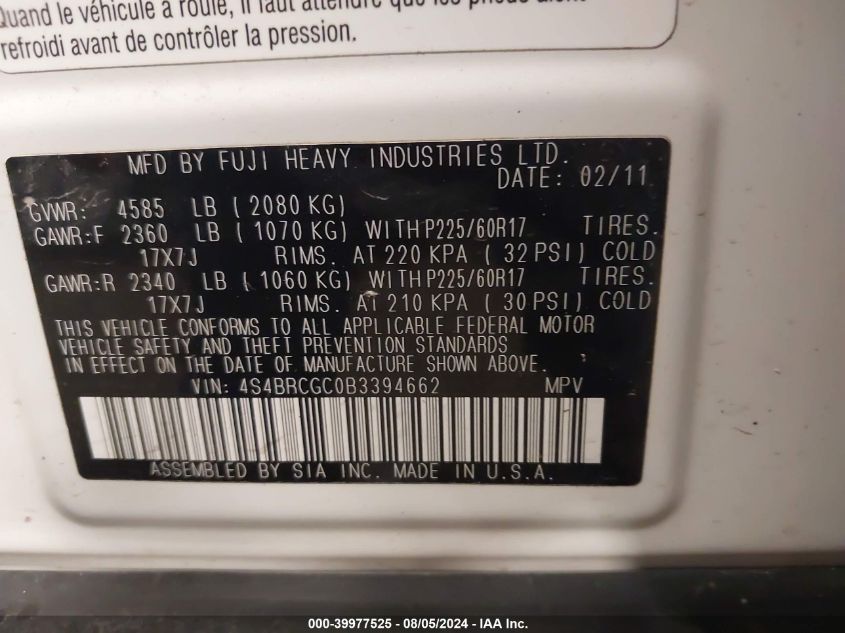 Quand le véhicule a roulé, il faut attendre que les pneus aient
refroidi avant de contrôler la pression.
MFD BY FUJI HEAVY INDUSTRIES LTD.
DATE: 02/11
GVWR: 4585 LB ( 2080 KG)
GAWR:F 2360 LB ( 1070 KG) WITHP225/60R17 TIRES.
17X7J RIMS. AT 220 KPA ( 32 PSI) COLD
GAWR:R 2340 LB ( 1060 KG) WITHP225/60R17 TIRES.
17X7J RIMS. AT 210 KPA ( 30 PSI) COLD
THIS VEHICLE CONFORMS TO ALL APPLICABLE FEDERAL MOTOR
VEHICLE SAFETY AND THEFT PREVENTION STANDARDS
IN EFFECT ON THE DATE OF MANUFACTURE SHOWN ABOVE.
VIN: 4S4BRCGC0B3394662 MPV
ASSEMBLED BY SIA INC. MADE IN U.S.A.
000-39977525 - 08/05/2024 - IAA Inc.